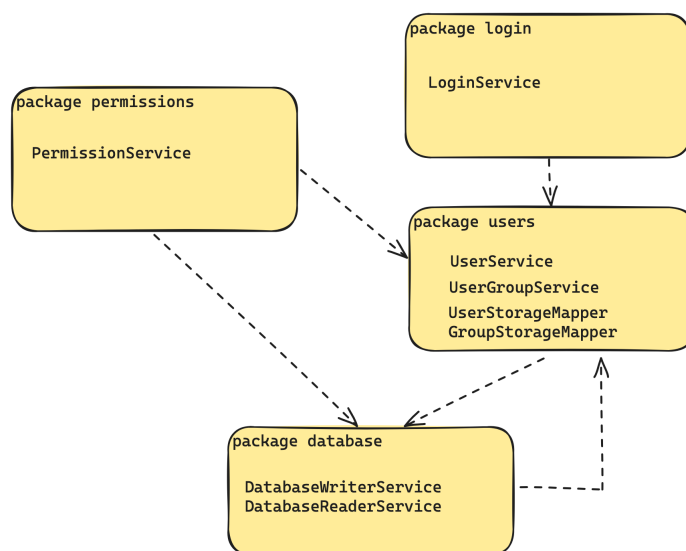 package login
LoginService
package permissions
PermissionService
package users
UserService
UserGroupService
UserStorageMapper
GroupStorageMapper
package database
DatabaseWriterService
DatabaseReaderService